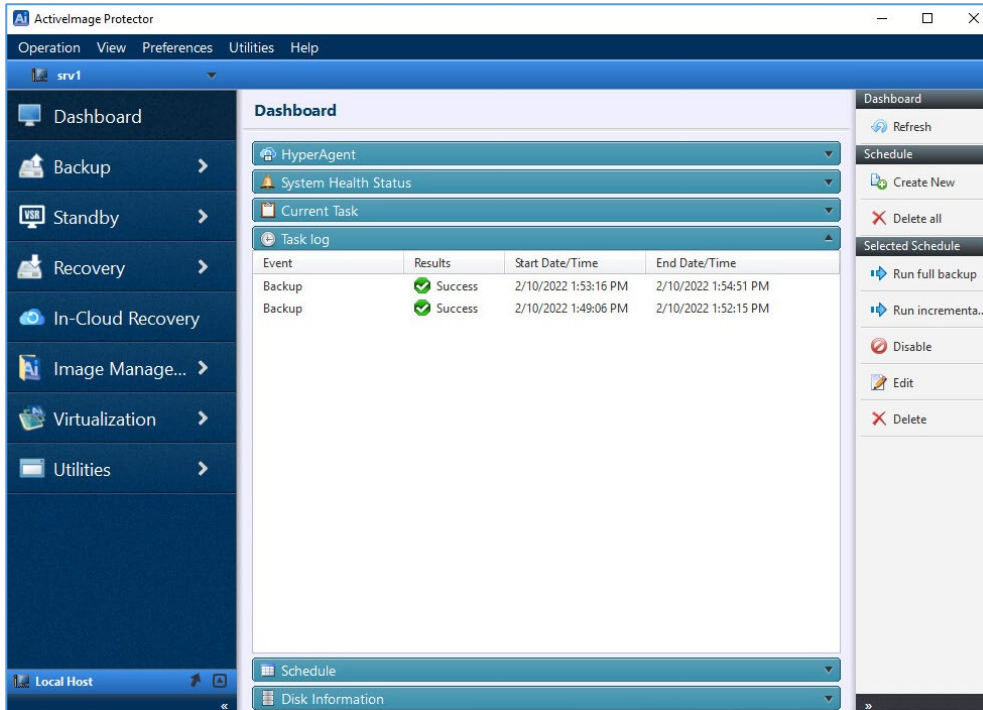 ActiveImage Protector
Operation View Preferences Utilities Help
srv1
Dashboard
Backup
VSR Standby
Recovery
In-Cloud Recovery
Ai Image Manage...
Virtualization
Utilities
Local Host
Dashboard
HyperAgent
System Health Status
Current Task
Task log
Event Results Start Date/Time End Date/Time
Backup Success 2/10/2022 1:53:16 PM 2/10/2022 1:54:51 PM
Backup Success 2/10/2022 1:49:06 PM 2/10/2022 1:52:15 PM
Schedule
Disk Information
Dashboard
Refresh
Schedule
Create New
Delete all
Selected Schedule
Run full backup
Run incrementa..
Disable
Edit
Delete